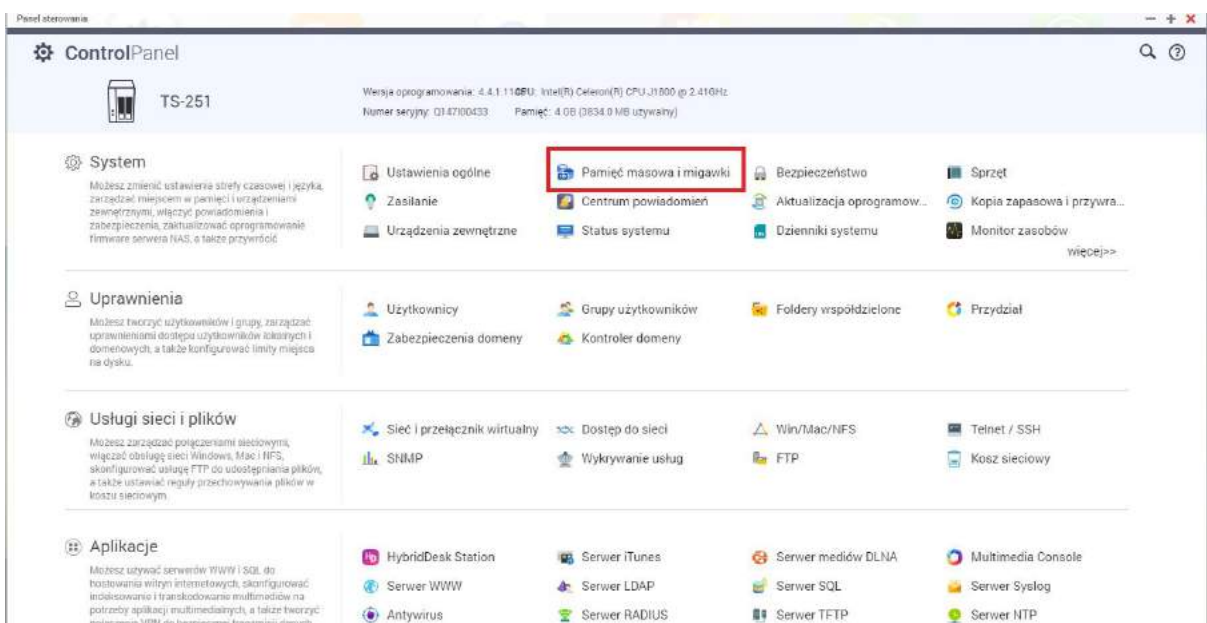 Panel sterowania
ControlPanel
TS-251
Wersja oprogramowania: 4.4.1.11 CPU: Intel(R) Celeron(R) CPU J1800 @ 2.41GHz
Numer seryjny: Q147I00433 Pamięć: 4 GB (3834.0 MB używalny)
System
Możesz zmienić ustawienia strefy czasowej i języka,
zarządzać miejscem w pamięci i urządzeniami
zewnętrznymi, włączyć powiadomienia i
zabezpieczenia, zaktualizować oprogramowanie
firmware serwera NAS, a także przywrócić
Ustawienia ogólne
Pamięć masowa i migawki
Bezpieczeństwo
Sprzęt
Zasilanie
Centrum powiadomień
Aktualizacja oprogramow...
Kopia zapasowa i przywra...
Urządzenia zewnętrzne
Status systemu
Dzienniki systemu
Monitor zasobów
więcej>>
Uprawnienia
Możesz tworzyć użytkowników i grupy, zarządzać
uprawnieniami dostępu użytkowników lokalnych i
domenowych, a także konfigurować limity miejsca
na dysku.
Użytkownicy
Grupy użytkowników
Foldery współdzielone
Przydział
Zabezpieczenia domeny
Kontroler domeny
Usługi sieci i plików
Możesz zarządzać połączeniami sieciowymi,
włączać obsługę sieci Windows, Mac i NFS,
skonfigurować usługę FTP do udostępniania plików,
a także ustawiać reguły przechowywania plików w
koszu sieciowym.
Sieć i przełącznik wirtualny
Dostęp do sieci
Win/Mac/NFS
Telnet / SSH
SNMP
Wykrywanie usług
FTP
Kosz sieciowy
Aplikacje
Możesz używać serwerów WWW i SQL do
hostowania witryn internetowych, skonfigurować
indeksowanie i transkodowanie multimediów na
potrzeby aplikacji multimedialnych, a także tworzyć
HybridDesk Station
Serwer iTunes
Serwer mediów DLNA
Multimedia Console
Serwer WWW
Serwer LDAP
Serwer SQL
Serwer Syslog
Antywirus
Serwer RADIUS
Serwer TFTP
Serwer NTP